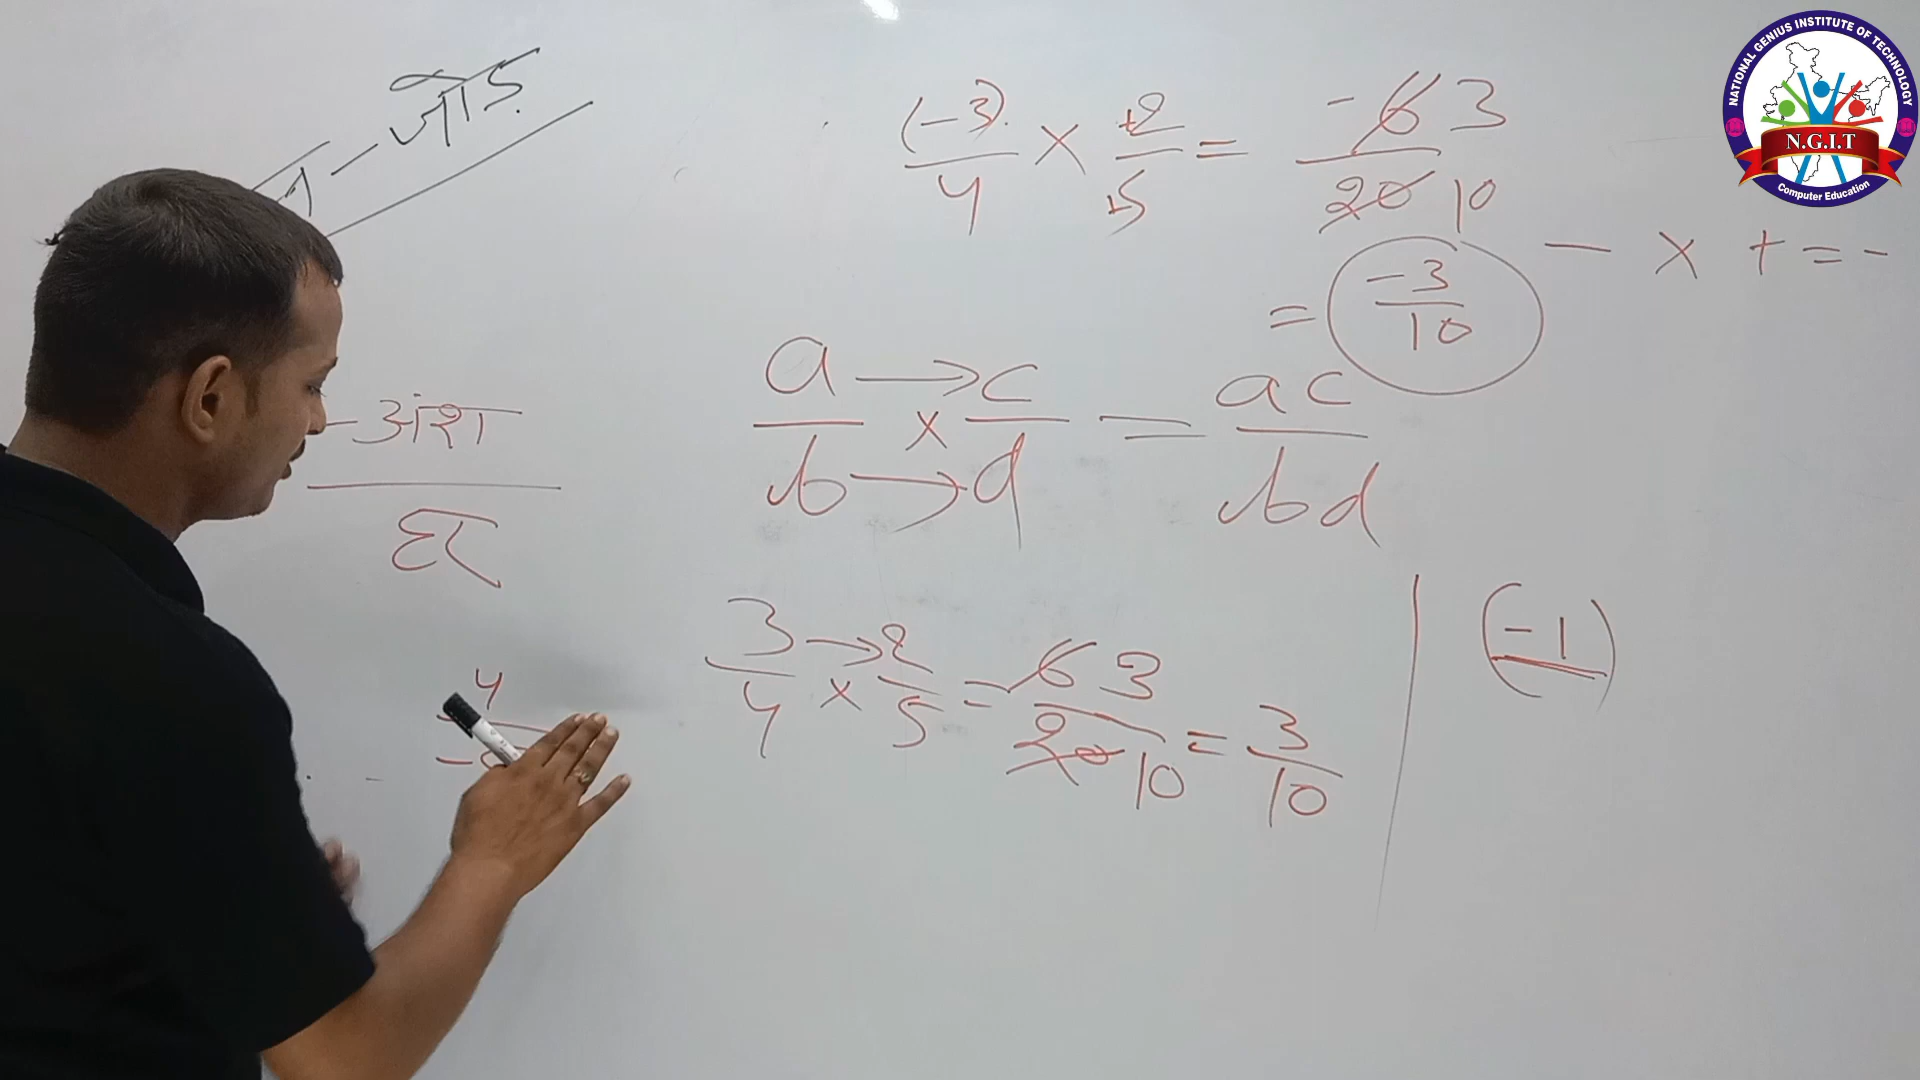 जोड़
(-3)/4 × +2/+5 = -6 3/20 10
= -3/10
- × + = -
a/b × c/d = ac/bd
-अंश/हर
3/4 × 2/5 = 6 3/20 10 = 3/10
(-1)
4
NATIONAL GENIUS INSTITUTE OF TECHNOLOGY
N.G.I.T
Computer Education